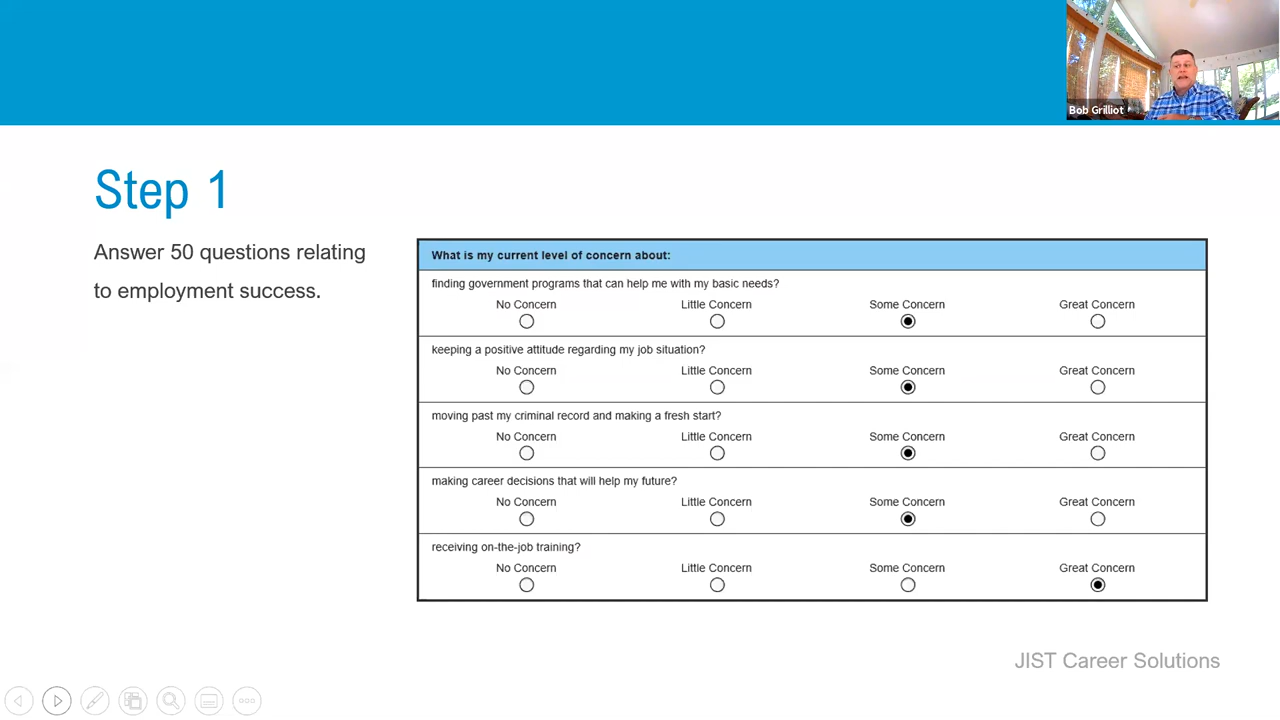 Bob Grilliot
Step 1
Answer 50 questions relating
to employment success.
What is my current level of concern about:
finding government programs that can help me with my basic needs?
No Concern Little Concern Some Concern Great Concern
keeping a positive attitude regarding my job situation?
No Concern Little Concern Some Concern Great Concern
moving past my criminal record and making a fresh start?
No Concern Little Concern Some Concern Great Concern
making career decisions that will help my future?
No Concern Little Concern Some Concern Great Concern
receiving on-the-job training?
No Concern Little Concern Some Concern Great Concern
JIST Career Solutions